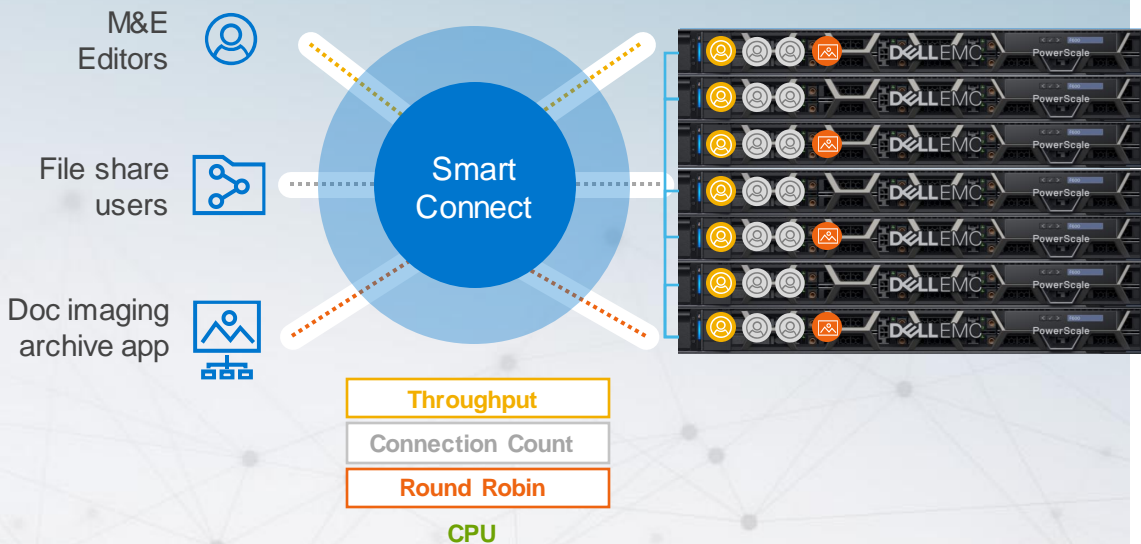 M&E
Editors
File share
users
Doc imaging
archive app
Smart
Connect
Throughput
Connection Count
Round Robin
CPU
DELLEMC
PowerScale
DELLEMC
PowerScale
DELLEMC
PowerScale
DELLEMC
PowerScale
DELLEMC
PowerScale
DELLEMC
PowerScale
DELLEMC
PowerScale